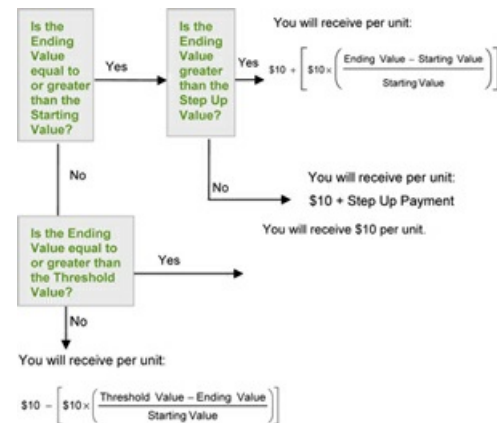 Is the
Ending
Value
equal to
or greater
than the
Starting
Value?
Yes
Is the
Ending
Value
greater
than the
Step Up
Value?
Yes
You will receive per unit:
$10 + [ $10 × ( Ending Value – Starting Value
Starting Value ) ]
No
No
You will receive per unit:
$10 + Step Up Payment
You will receive $10 per unit.
Is the Ending
Value equal to
or greater than
the Threshold
Value?
Yes
No
You will receive per unit:
$10 – [ $10 × ( Threshold Value – Ending Value
Starting Value ) ]